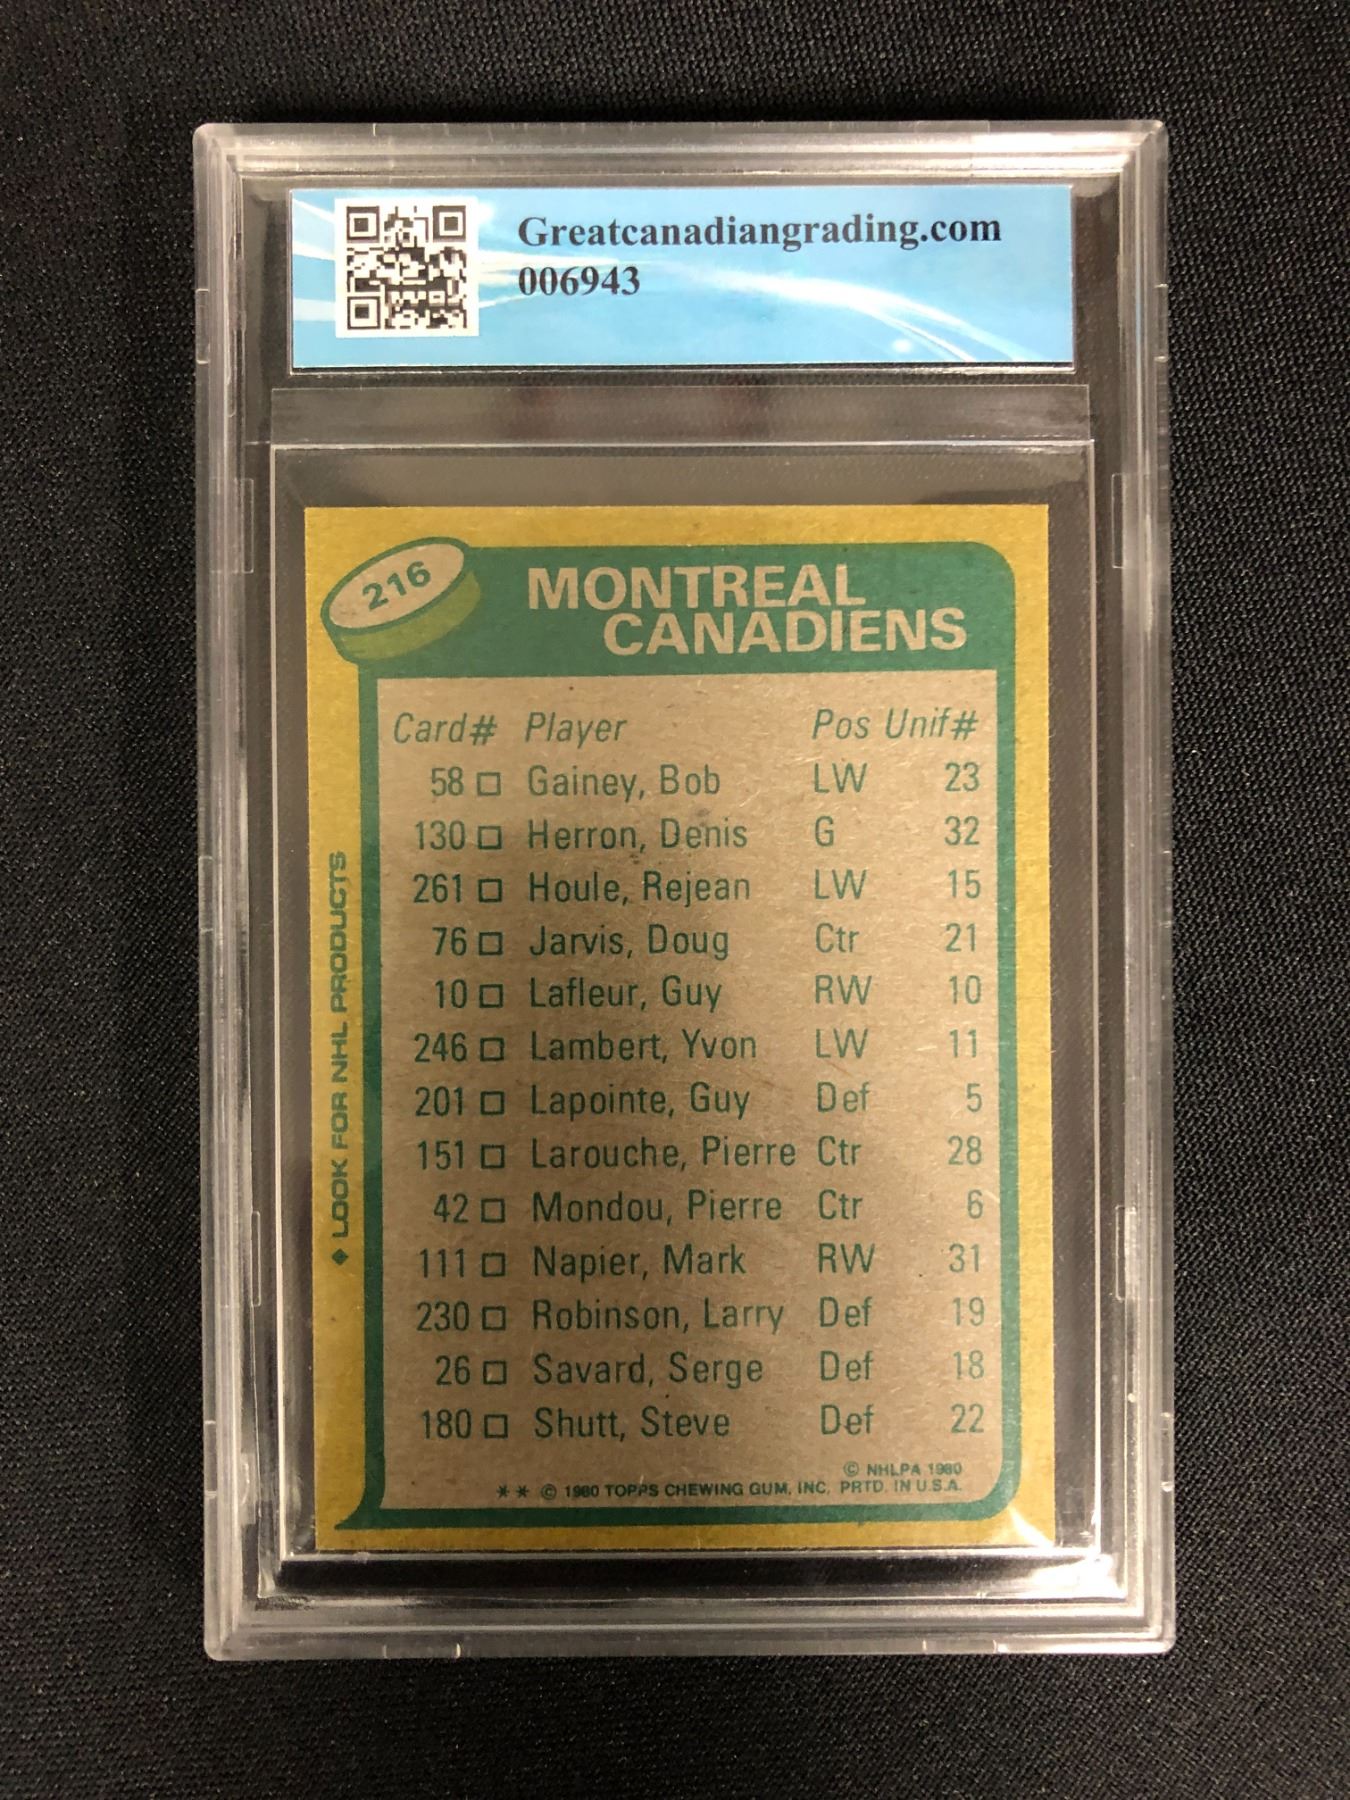 Greatcanadiangrading.com
006943
216
MONTREAL
CANADIENS
Card# Player Pos Unif#
58 □ Gainey, Bob LW 23
130 □ Herron, Denis G 32
261 □ Houle, Rejean LW 15
76 □ Jarvis, Doug Ctr 21
10 □ Lafleur, Guy RW 10
246 □ Lambert, Yvon LW 11
201 □ Lapointe, Guy Def 5
151 □ Larouche, Pierre Ctr 28
42 □ Mondou, Pierre Ctr 6
111 □ Napier, Mark RW 31
230 □ Robinson, Larry Def 19
26 □ Savard, Serge Def 18
180 □ Shutt, Steve Def 22
© NHLPA 1980
** © 1980 TOPPS CHEWING GUM, INC. PRTD. IN U.S.A.
♦ LOOK FOR NHL PRODUCTS